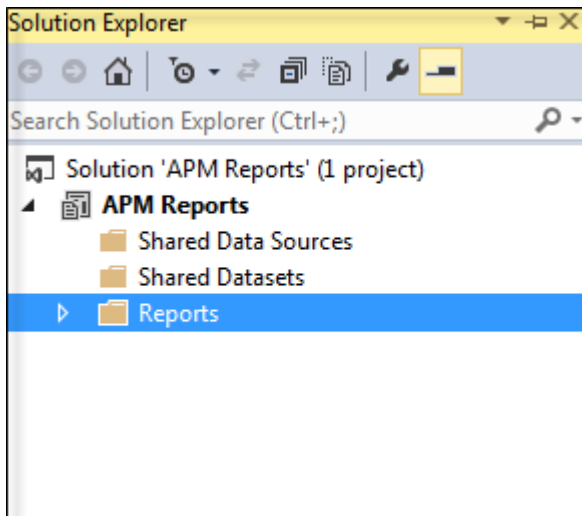 Solution Explorer
Search Solution Explorer (Ctrl+;)
Solution 'APM Reports' (1 project)
APM Reports
Shared Data Sources
Shared Datasets
Reports